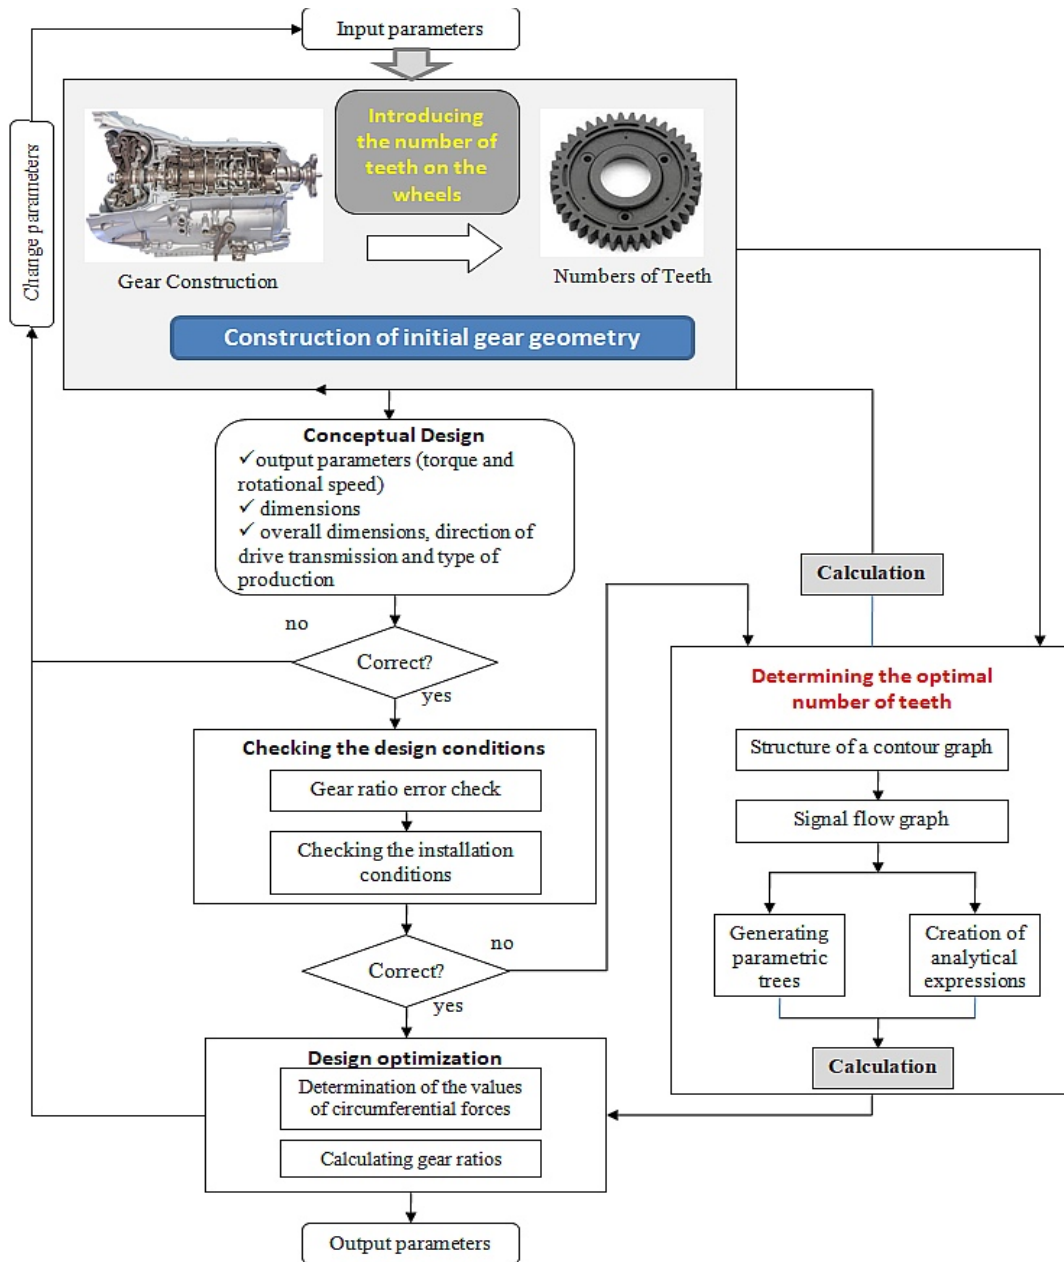 Input parameters
Change parameters
Introducing
the number of
teeth on the
wheels
Gear Construction
Numbers of Teeth
Construction of initial gear geometry
Conceptual Design
✓output parameters (torque and
rotational speed)
✓ dimensions
✓ overall dimensions, direction of
drive transmission and type of
production
Calculation
no
Correct?
yes
Determining the optimal
number of teeth
Structure of a contour graph
Signal flow graph
Generating
parametric
trees
Creation of
analytical
expressions
Calculation
Checking the design conditions
Gear ratio error check
Checking the installation
conditions
no
Correct?
yes
Design optimization
Determination of the values
of circumferential forces
Calculating gear ratios
Output parameters